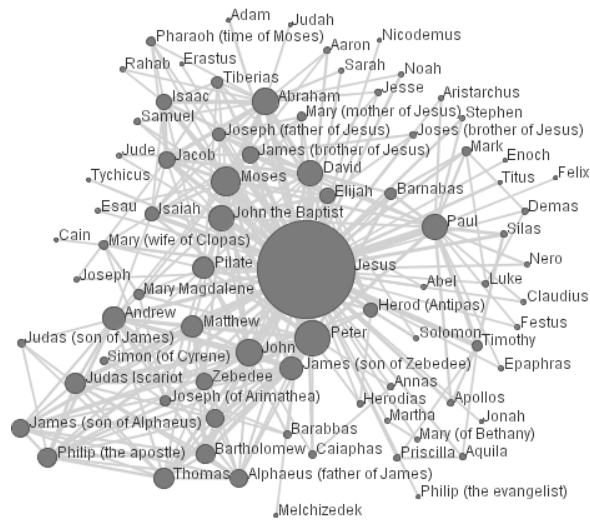 Adam
Judah
Pharaoh (time of Moses)
Nicodemus
Aaron
Rahab
Erastus
Sarah
Noah
Tiberias
Jesse
Isaac
Abraham
Aristarchus
Samuel
Mary (mother of Jesus)
Stephen
Joseph (father of Jesus)
Joses (brother of Jesus)
Jude
Jacob
James (brother of Jesus)
Mark
Enoch
Tychicus
Moses
David
Titus
Felix
Elijah
Barnabas
Esau
Isaiah
John the Baptist
Paul
Demas
Cain
Mary (wife of Clopas)
Silas
Pilate
Jesus
Nero
Joseph
Mary Magdalene
Abel
Luke
Claudius
Andrew
Matthew
Herod (Antipas)
Festus
Judas (son of James)
John
Peter
Solomon
Timothy
Simon (of Cyrene)
James (son of Zebedee)
Epaphras
Judas Iscariot
Zebedee
Annas
Joseph (of Arimathea)
Herodias
Apollos
James (son of Alphaeus)
Martha
Jonah
Barabbas
Mary (of Bethany)
Philip (the apostle)
Bartholomew
Caiaphas
Priscilla
Aquila
Thomas
Alphaeus (father of James)
Philip (the evangelist)
Melchizedek